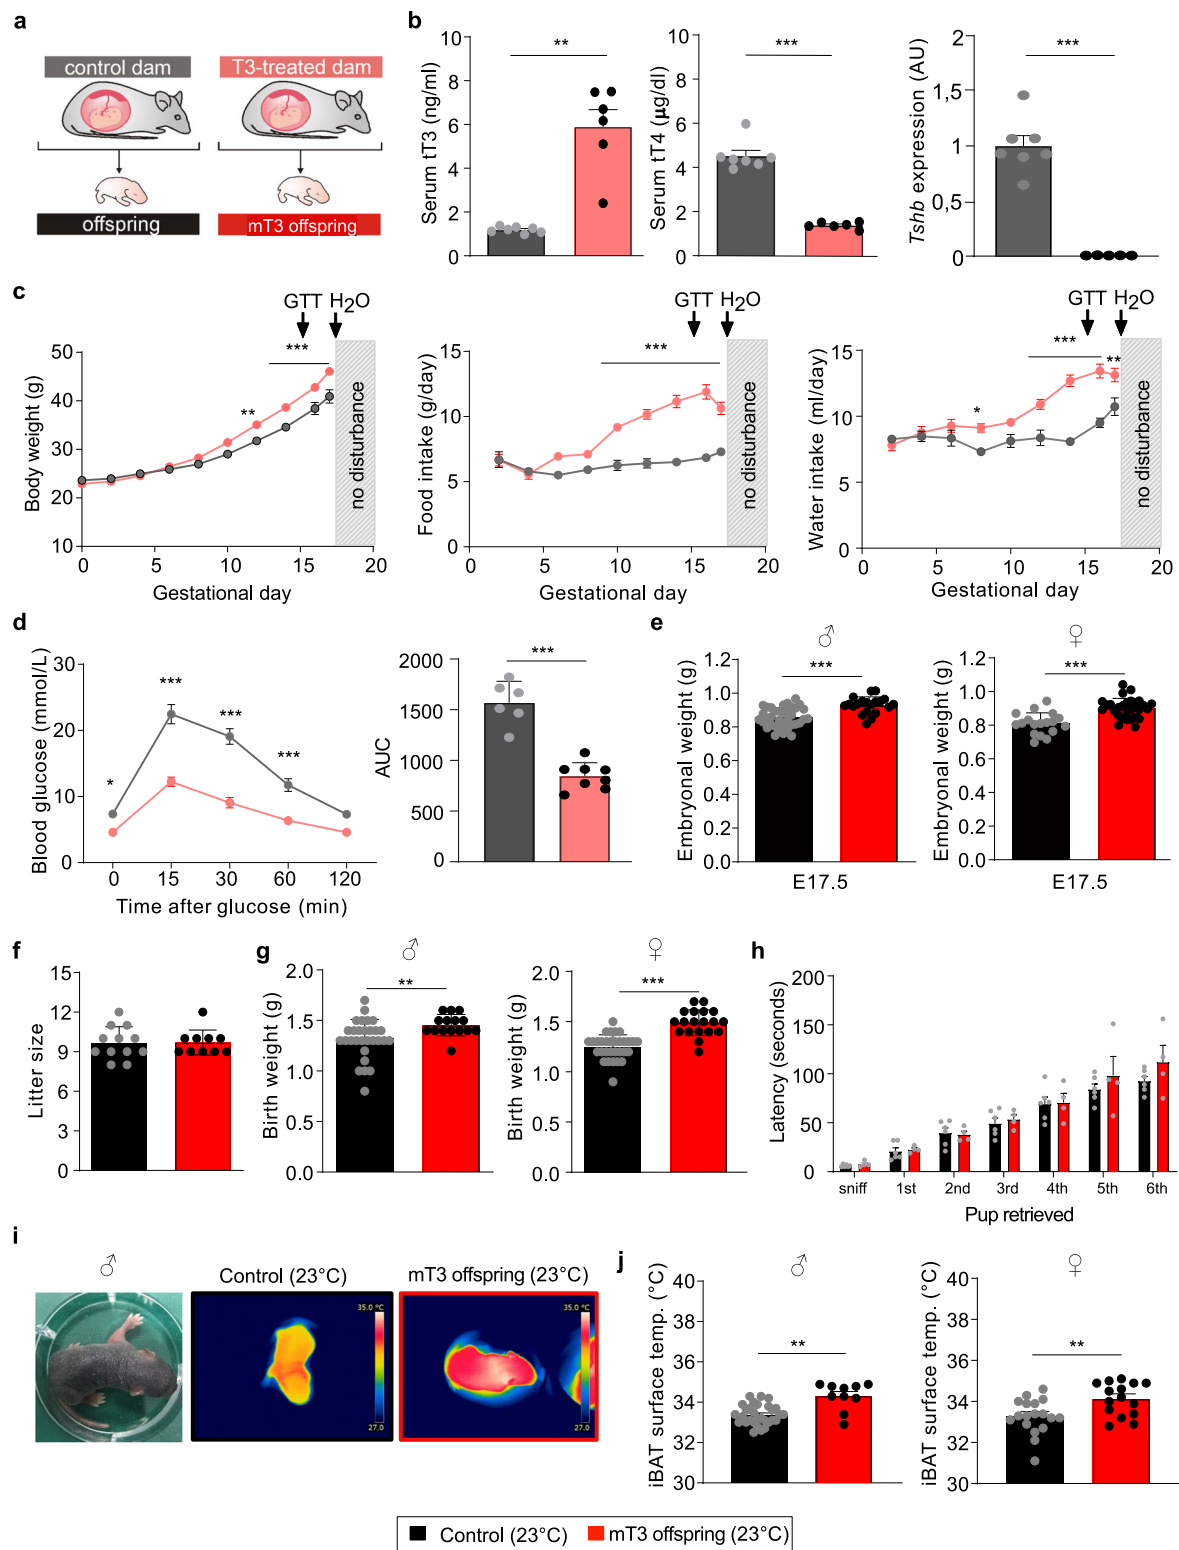 a
control dam
T3-treated dam
offspring
mT3 offspring
b
Serum tT3 (ng/ml)
10
8
6
4
2
0
**
Serum tT4 (µg/dl)
10
8
6
4
2
0
***
Tshb expression (AU)
2
1,5
1
0,5
0
***
c
GTT H2O
Body weight (g)
50
40
30
20
10
**
***
no disturbance
0 5 10 15 20
Gestational day
GTT H2O
Food intake (g/day)
15
10
5
0
***
no disturbance
0 5 10 15 20
Gestational day
GTT H2O
Water intake (ml/day)
15
10
5
0
*
***
**
no disturbance
0 5 10 15 20
Gestational day
d
Blood glucose (mmol/L)
30
20
10
0
*
***
***
***
0 15 30 60 120
Time after glucose (min)
AUC
2000
1500
1000
500
0
***
e
♂
Embryonal weight (g)
1.2
1.0
0.8
0.6
0.4
0.2
0.0
***
E17.5
♀
Embryonal weight (g)
1.2
1.0
0.8
0.6
0.4
0.2
0.0
***
E17.5
f
Litter size
15
12
9
6
3
0
g
♂
Birth weight (g)
2.0
1.5
1.0
0.5
0.0
**
♀
Birth weight (g)
2.0
1.5
1.0
0.5
0.0
***
h
Latency (seconds)
200
150
100
50
0
sniff 1st 2nd 3rd 4th 5th 6th
Pup retrieved
i
♂
Control (23°C)
35.0 °C
27.0
mT3 offspring (23°C)
35.0 °C
27.0
j
♂
iBAT surface temp. (°C)
40
38
36
34
32
30
**
♀
iBAT surface temp. (°C)
40
38
36
34
32
30
**
Control (23°C) mT3 offspring (23°C)